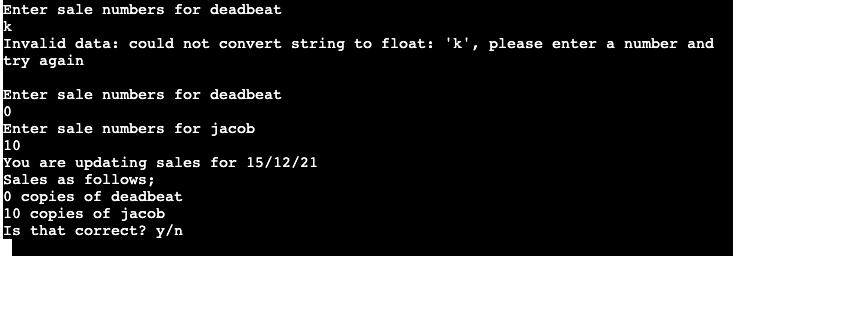 Enter sale numbers for deadbeat
k
Invalid data: could not convert string to float: 'k', please enter a number and
try again
Enter sale numbers for deadbeat
0
Enter sale numbers for jacob
10
You are updating sales for 15/12/21
Sales as follows;
0 copies of deadbeat
10 copies of jacob
Is that correct? y/n